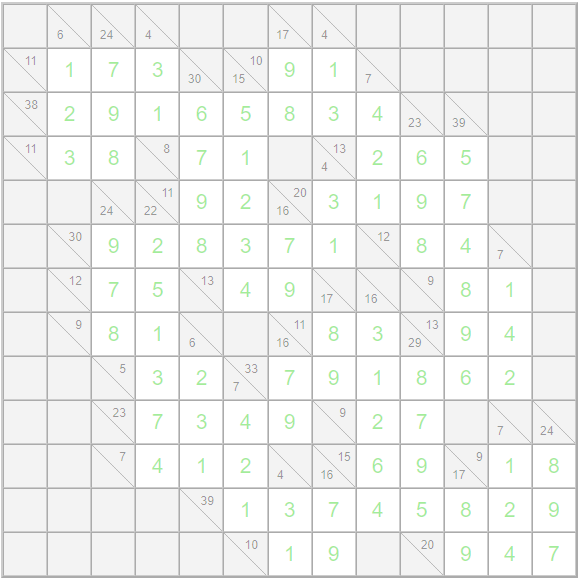 6 24 4 17 4
11 1 7 3 30 10 15 9 1 7
38 2 9 1 6 5 8 3 4 23 39
11 3 8 8 7 1 13 4 2 6 5
24 11 22 9 2 20 16 3 1 9 7
30 9 2 8 3 7 1 12 8 4 7
12 7 5 13 4 9 17 16 9 8 1
9 8 1 6 11 16 8 3 13 29 9 4
5 3 2 33 7 7 9 1 8 6 2
23 7 3 4 9 9 2 7 7 24
7 4 1 2 4 15 16 6 9 9 17 1 8
39 1 3 7 4 5 8 2 9
10 1 9 20 9 4 7